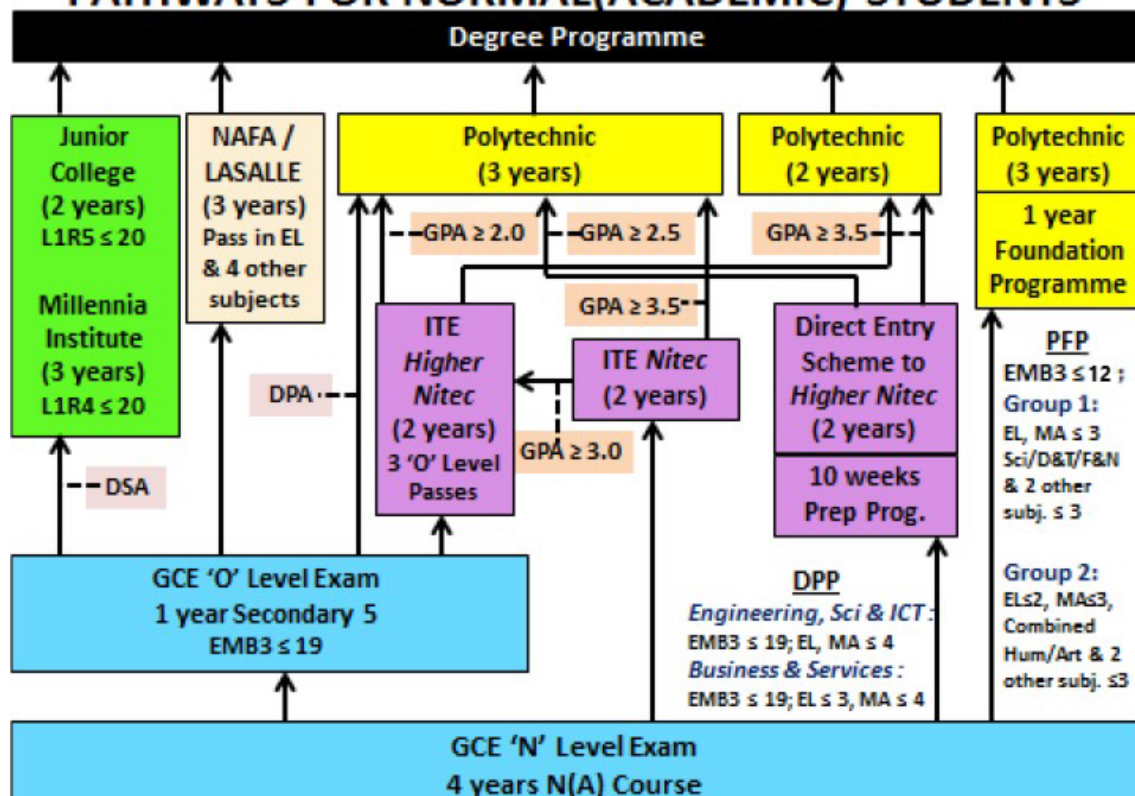 PATHWAYS FOR NORMAL(ACADEMIC) STUDENTS
Degree Programme
Junior
College
(2 years)
L1R5 ≤ 20
Millennia
Institute
(3 years)
L1R4 ≤ 20
NAFA /
LASALLE
(3 years)
Pass in EL
& 4 other
subjects
Polytechnic
(3 years)
Polytechnic
(2 years)
Polytechnic
(3 years)
1 year
Foundation
Programme
GPA ≥ 2.0
GPA ≥ 2.5
GPA ≥ 3.5
GPA ≥ 3.5
DPA
ITE
Higher
Nitec
(2 years)
3 'O' Level
Passes
ITE Nitec
(2 years)
GPA ≥ 3.0
Direct Entry
Scheme to
Higher Nitec
(2 years)
10 weeks
Prep Prog.
PFP
EMB3 ≤ 12 ;
Group 1:
EL, MA ≤ 3
Sci/D&T/F&N
& 2 other
subj. ≤ 3
Group 2:
EL≤2, MA≤3,
Combined
Hum/Art & 2
other subj. ≤3
DSA
GCE 'O' Level Exam
1 year Secondary 5
EMB3 ≤ 19
DPP
Engineering, Sci & ICT :
EMB3 ≤ 19; EL, MA ≤ 4
Business & Services :
EMB3 ≤ 19; EL ≤ 3, MA ≤ 4
GCE 'N' Level Exam
4 years N(A) Course